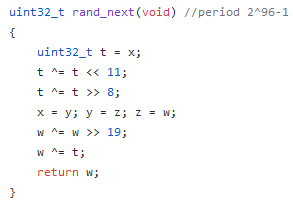 uint32_t rand_next(void) //period 2^96-1
{
uint32_t t = x;
t ^= t << 11;
t ^= t >> 8;
x = y; y = z; z = w;
w ^= w >> 19;
w ^= t;
return w;
}